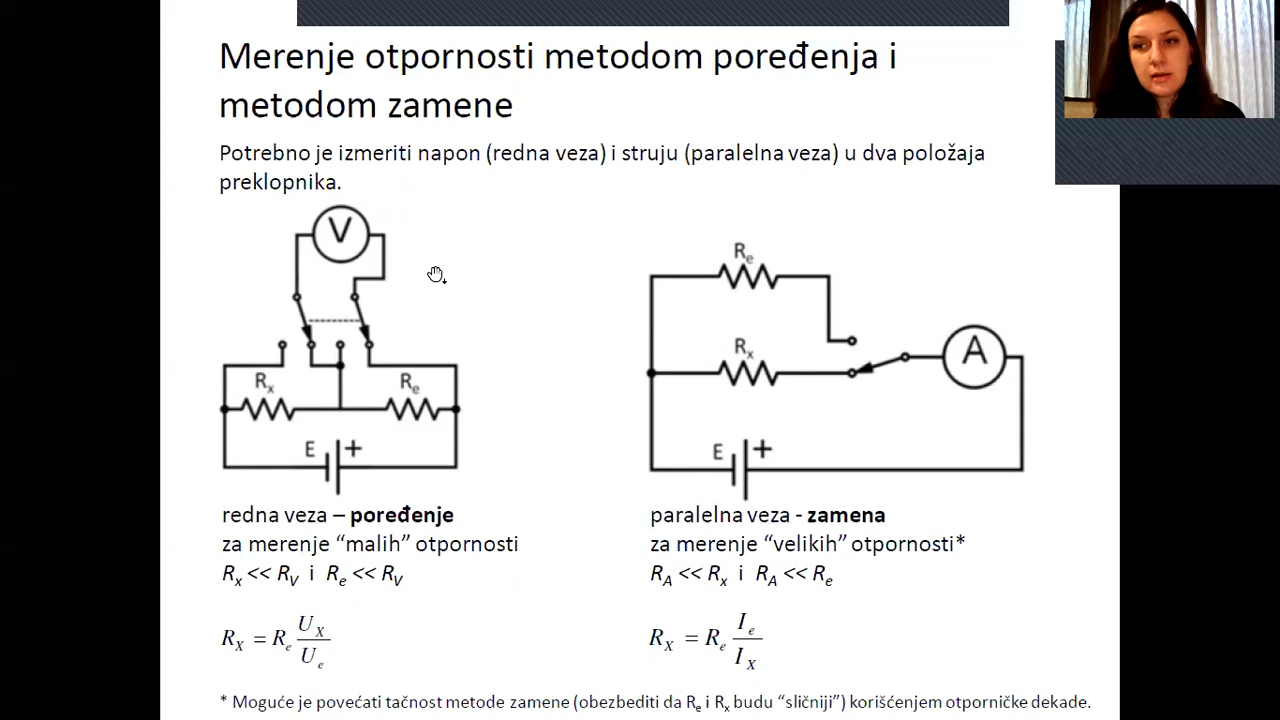 Merenje otpornosti metodom poređenja i
metodom zamene
Potrebno je izmeriti napon (redna veza) i struju (paralelna veza) u dva položaja
preklopnika.
V
Rx
Re
E
+
redna veza – poređenje
za merenje “malih” otpornosti
Rx << RV i Re << RV
RX = Re UX / Ue
Re
Rx
A
E
+
paralelna veza - zamena
za merenje “velikih” otpornosti*
RA << Rx i RA << Re
RX = Re Ie / IX
* Moguće je povećati tačnost metode zamene (obezbediti da Re i Rx budu “sličniji”) korišćenjem otporničke dekade.